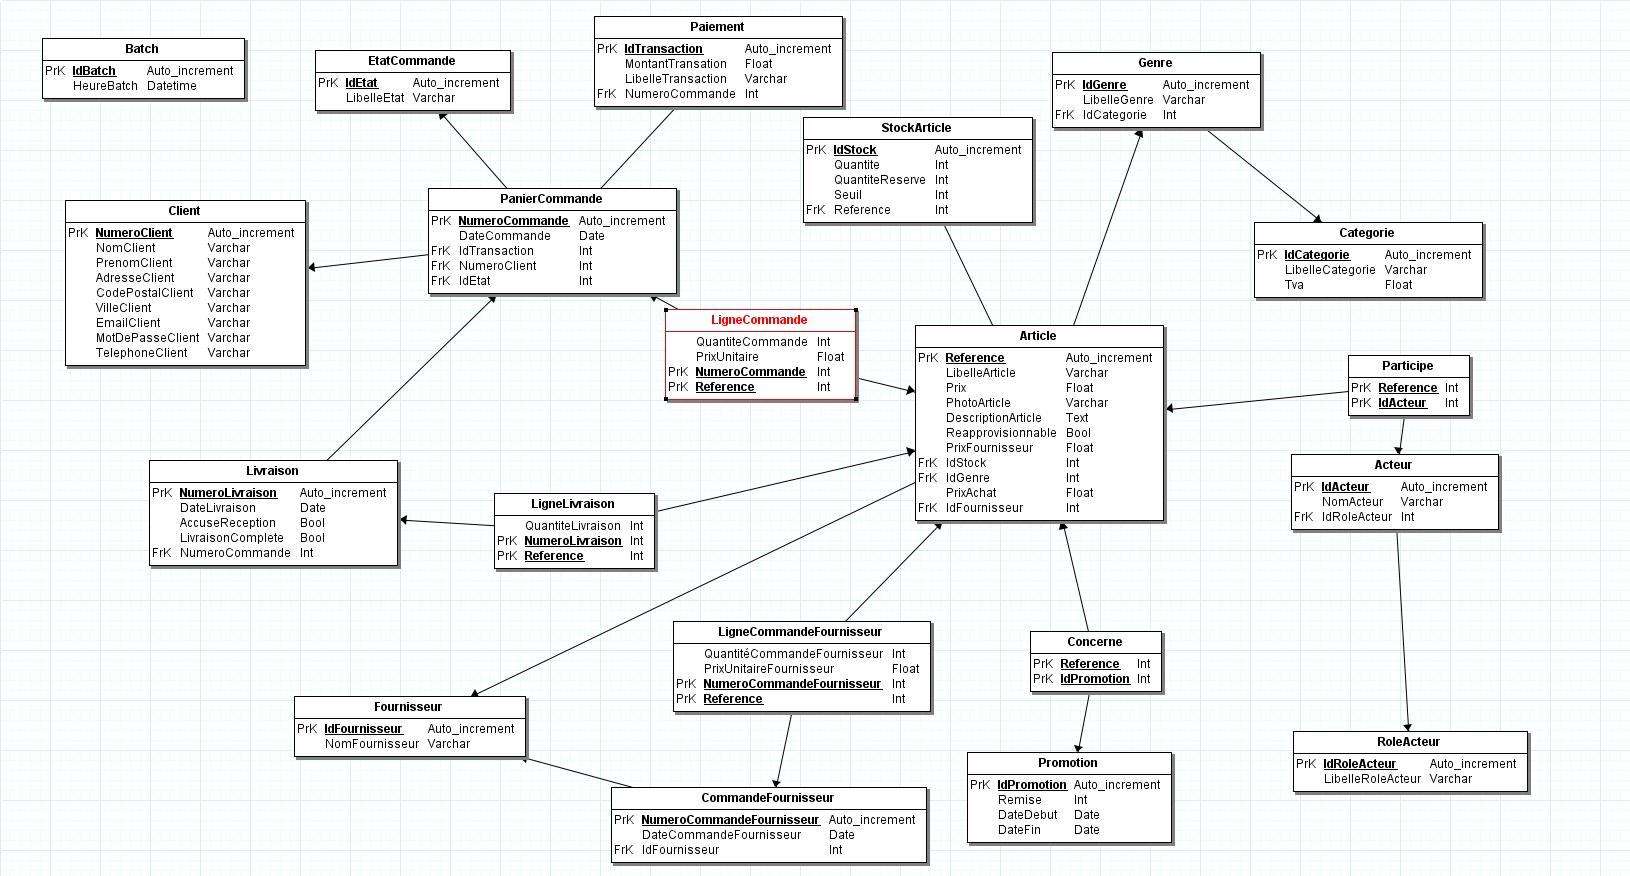 Batch
PrK IdBatch Auto_increment
HeureBatch Datetime
EtatCommande
PrK IdEtat Auto_increment
LibelleEtat Varchar
Paiement
PrK IdTransaction Auto_increment
MontantTransation Float
LibelleTransaction Varchar
FrK NumeroCommande Int
Genre
PrK IdGenre Auto_increment
LibelleGenre Varchar
FrK IdCategorie Int
StockArticle
PrK IdStock Auto_increment
Quantite Int
QuantiteReserve Int
Seuil Int
FrK Reference Int
Client
PrK NumeroClient Auto_increment
NomClient Varchar
PrenomClient Varchar
AdresseClient Varchar
CodePostalClient Varchar
VilleClient Varchar
EmailClient Varchar
MotDePasseClient Varchar
TelephoneClient Varchar
PanierCommande
PrK NumeroCommande Auto_increment
DateCommande Date
FrK IdTransaction Int
FrK NumeroClient Int
FrK IdEtat Int
Categorie
PrK IdCategorie Auto_increment
LibelleCategorie Varchar
Tva Float
LigneCommande
QuantiteCommande Int
PrixUnitaire Float
PrK NumeroCommande Int
PrK Reference Int
Article
PrK Reference Auto_increment
LibelleArticle Varchar
Prix Float
PhotoArticle Varchar
DescriptionArticle Text
Reapprovisionnable Bool
PrixFournisseur Float
FrK IdStock Int
FrK IdGenre Int
PrixAchat Float
FrK IdFournisseur Int
Participe
PrK Reference Int
PrK IdActeur Int
Acteur
PrK IdActeur Auto_increment
NomActeur Varchar
FrK IdRoleActeur Int
Livraison
PrK NumeroLivraison Auto_increment
DateLivraison Date
AccuseReception Bool
LivraisonComplete Bool
FrK NumeroCommande Int
LigneLivraison
QuantiteLivraison Int
PrK NumeroLivraison Int
PrK Reference Int
LigneCommandeFournisseur
QuantitéCommandeFournisseur Int
PrixUnitaireFournisseur Float
PrK NumeroCommandeFournisseur Int
PrK Reference Int
Concerne
PrK Reference Int
PrK IdPromotion Int
Fournisseur
PrK IdFournisseur Auto_increment
NomFournisseur Varchar
CommandeFournisseur
PrK NumeroCommandeFournisseur Auto_increment
DateCommandeFournisseur Date
FrK IdFournisseur Int
Promotion
PrK IdPromotion Auto_increment
Remise Int
DateDebut Date
DateFin Date
RoleActeur
PrK IdRoleActeur Auto_increment
LibelleRoleActeur Varchar